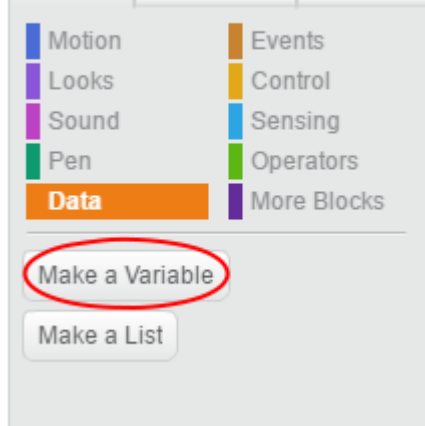 Motion Events
Looks Control
Sound Sensing
Pen Operators
Data More Blocks
Make a Variable
Make a List